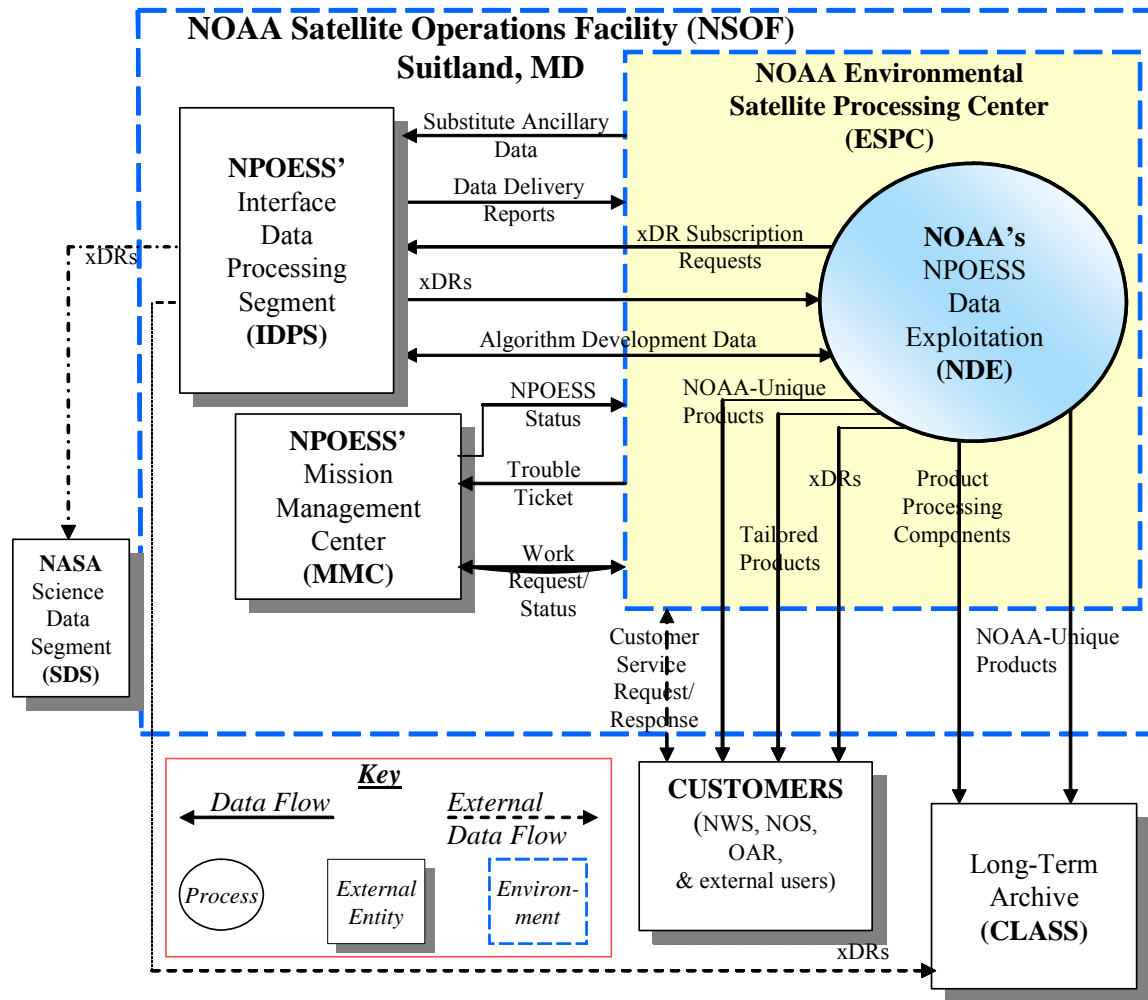 NOAA Satellite Operations Facility (NSOF)
Suitland, MD
NOAA Environmental
Satellite Processing Center
(ESPC)
NPOESS’
Interface
Data
Processing
Segment
(IDPS)
Substitute Ancillary
Data
Data Delivery
Reports
xDR Subscription
Requests
xDRs
Algorithm Development Data
NOAA’s
NPOESS
Data
Exploitation
(NDE)
xDRs
NPOESS’
Mission
Management
Center
(MMC)
NPOESS
Status
Trouble
Ticket
Work
Request/
Status
NOAA-Unique
Products
Tailored
Products
xDRs
Product
Processing
Components
NOAA-Unique
Products
NASA
Science
Data
Segment
(SDS)
Customer
Service
Request/
Response
Key
Data Flow
External
Data Flow
Process
External
Entity
Environ-
ment
CUSTOMERS
(NWS, NOS,
OAR,
& external users)
Long-Term
Archive
(CLASS)
xDRs